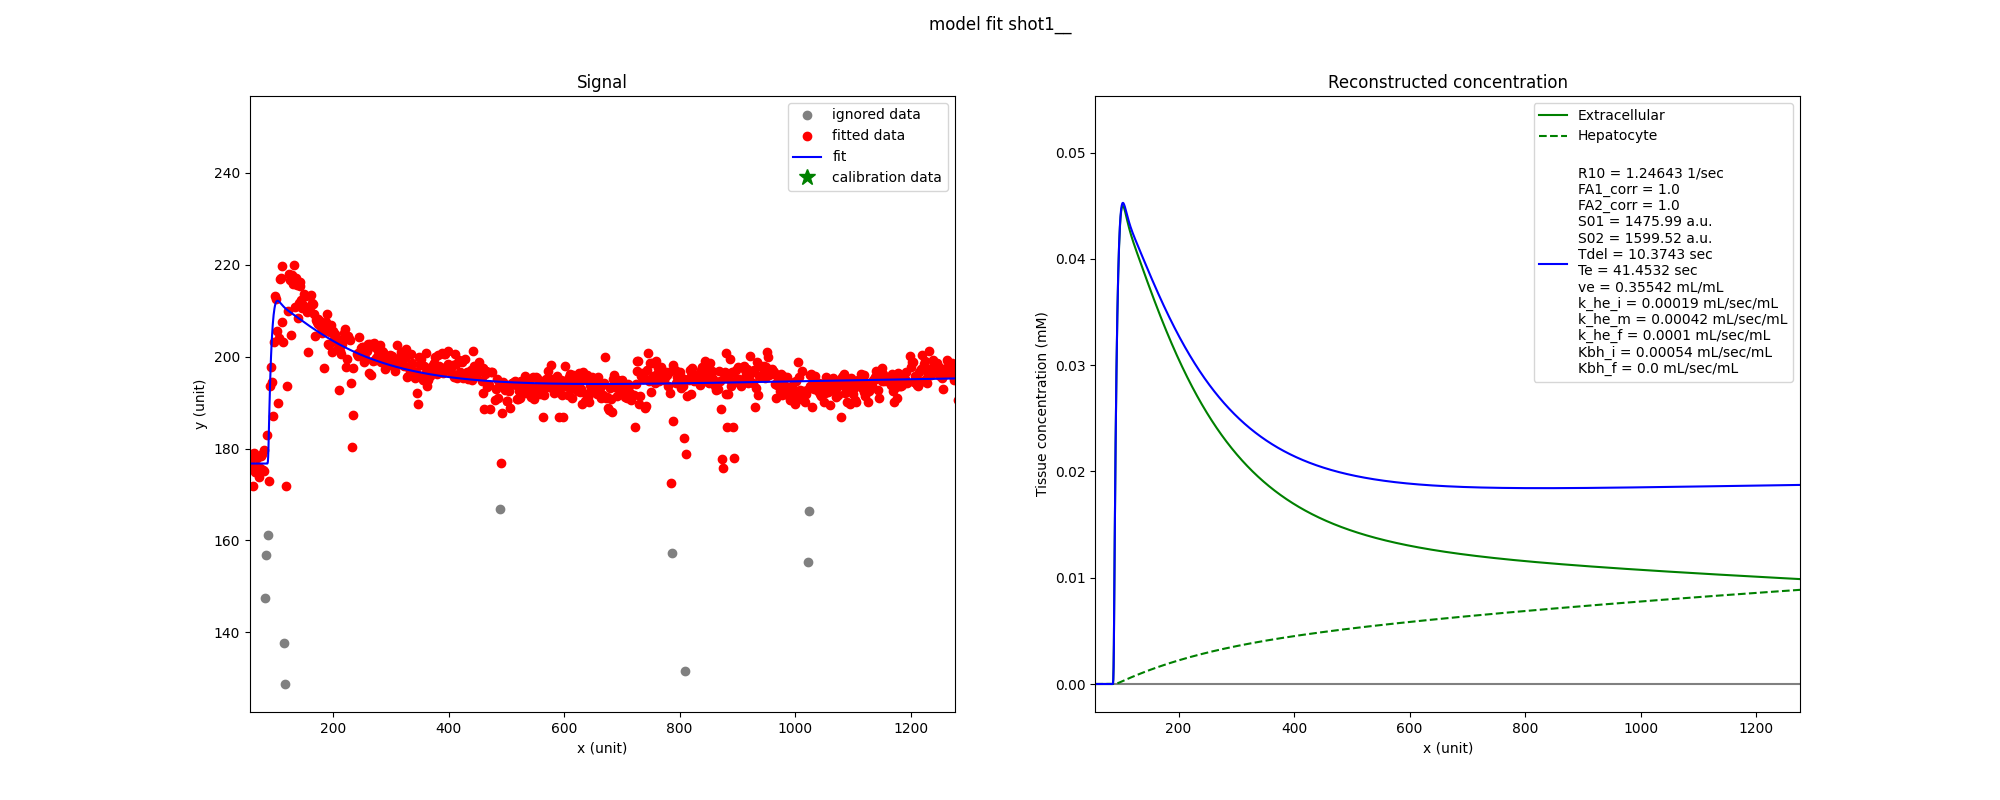 model fit shot1__
Signal
240
220
200
180
160
140
y (unit)
200
400
600
800
1000
1200
x (unit)
ignored data
fitted data
fit
calibration data
Reconstructed concentration
0.05
0.04
0.03
0.02
0.01
0.00
Tissue concentration (mM)
200
400
600
800
1000
1200
x (unit)
Extracellular
Hepatocyte
R10 = 1.24643 1/sec
FA1_corr = 1.0
FA2_corr = 1.0
S01 = 1475.99 a.u.
S02 = 1599.52 a.u.
Tdel = 10.3743 sec
Te = 41.4532 sec
ve = 0.35542 mL/mL
k_he_i = 0.00019 mL/sec/mL
k_he_m = 0.00042 mL/sec/mL
k_he_f = 0.0001 mL/sec/mL
Kbh_i = 0.00054 mL/sec/mL
Kbh_f = 0.0 mL/sec/mL